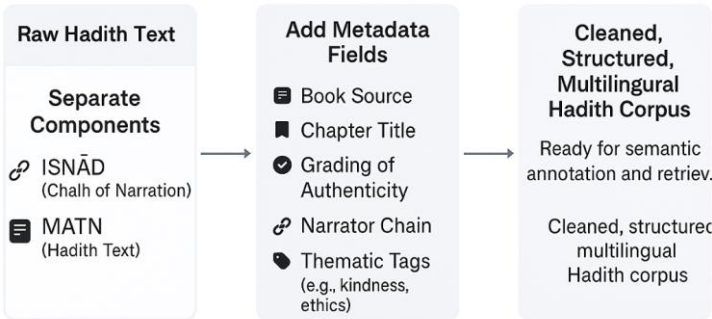 Raw Hadith Text
Separate
Components
ISNĀD
(Chalh of Narration)
MATN
(Hadith Text)
Add Metadata
Fields
Book Source
Chapter Title
Grading of
Authenticity
Narrator Chain
Thematic Tags
(e.g., kindness,
ethics)
Cleaned,
Structured,
Multilingural
Hadith Corpus
Ready for semantic
annotation and retriev.
Cleaned, structured
multilingual
Hadith corpus